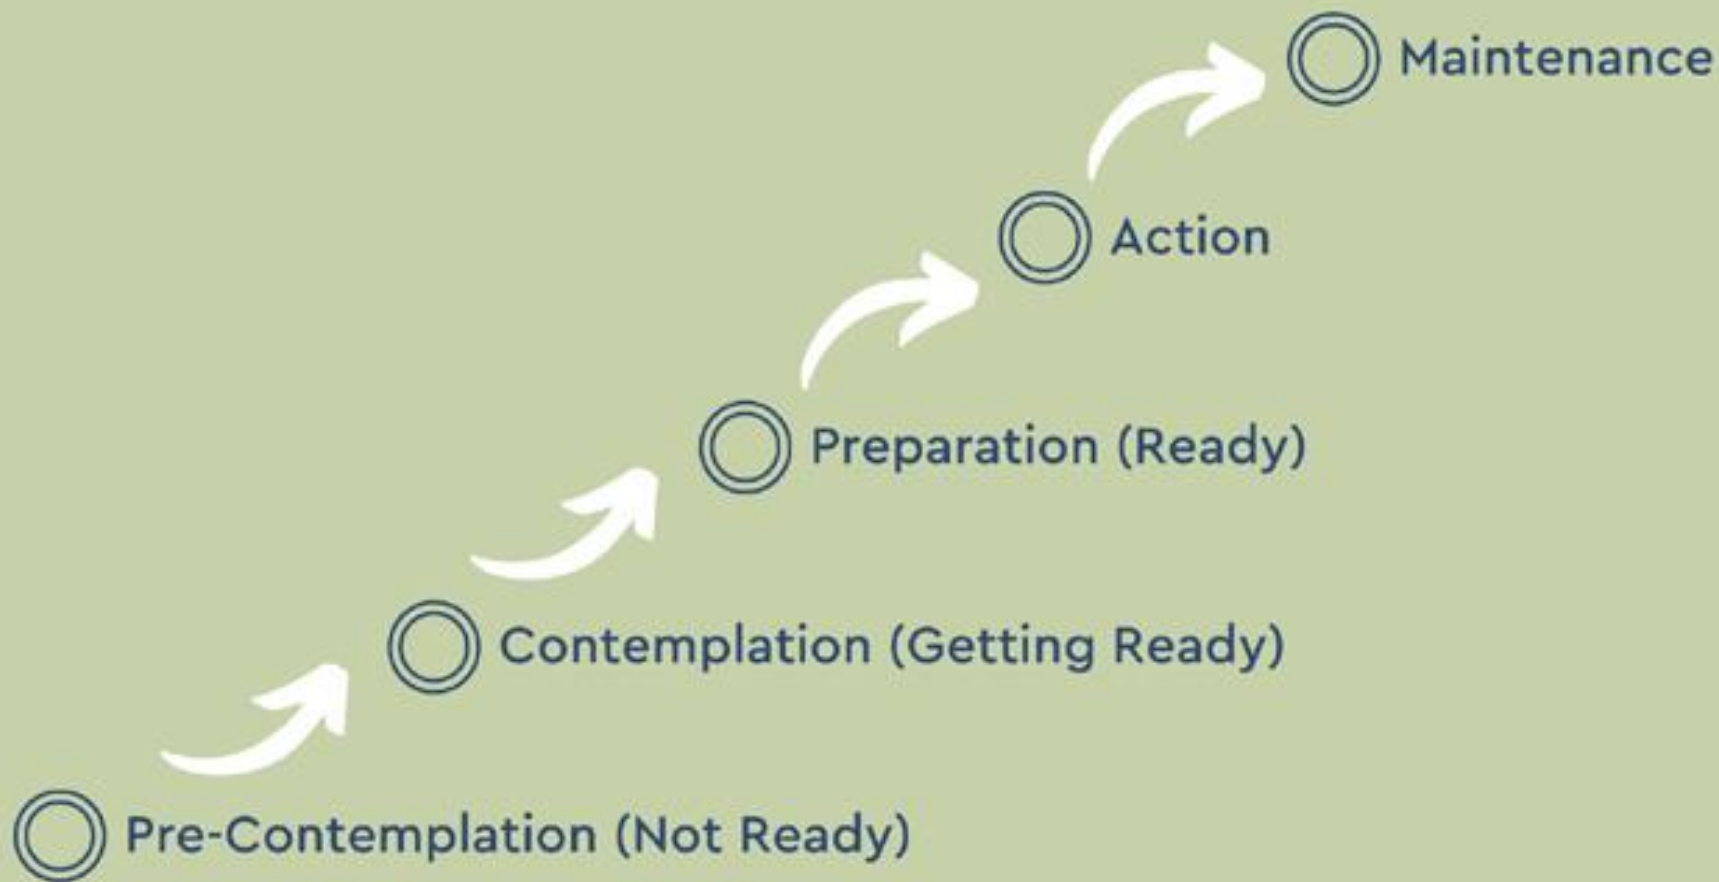 Maintenance
Action
Preparation (Ready)
Contemplation (Getting Ready)
Pre-Contemplation (Not Ready)